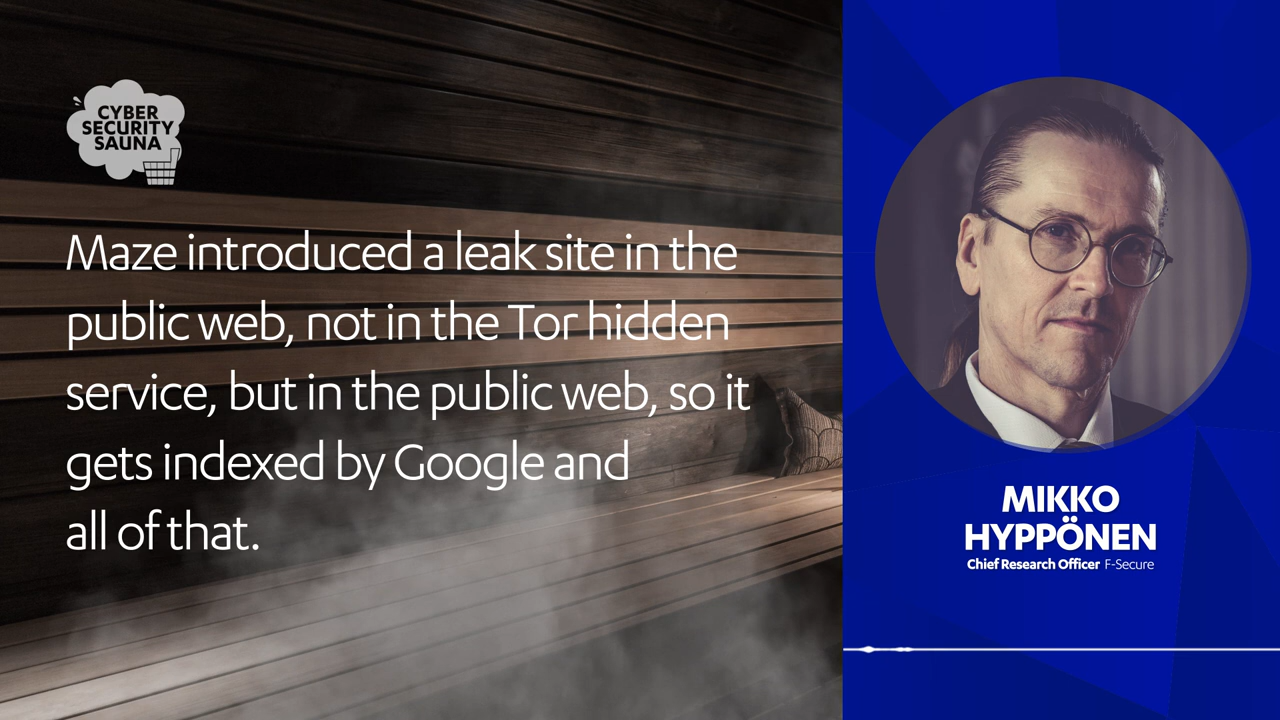 CYBER
SECURITY
SAUNA
Maze introduced a leak site in the
public web, not in the Tor hidden
service, but in the public web, so it
gets indexed by Google and
all of that.
MIKKO
HYPPÖNEN
Chief Research Officer F-Secure